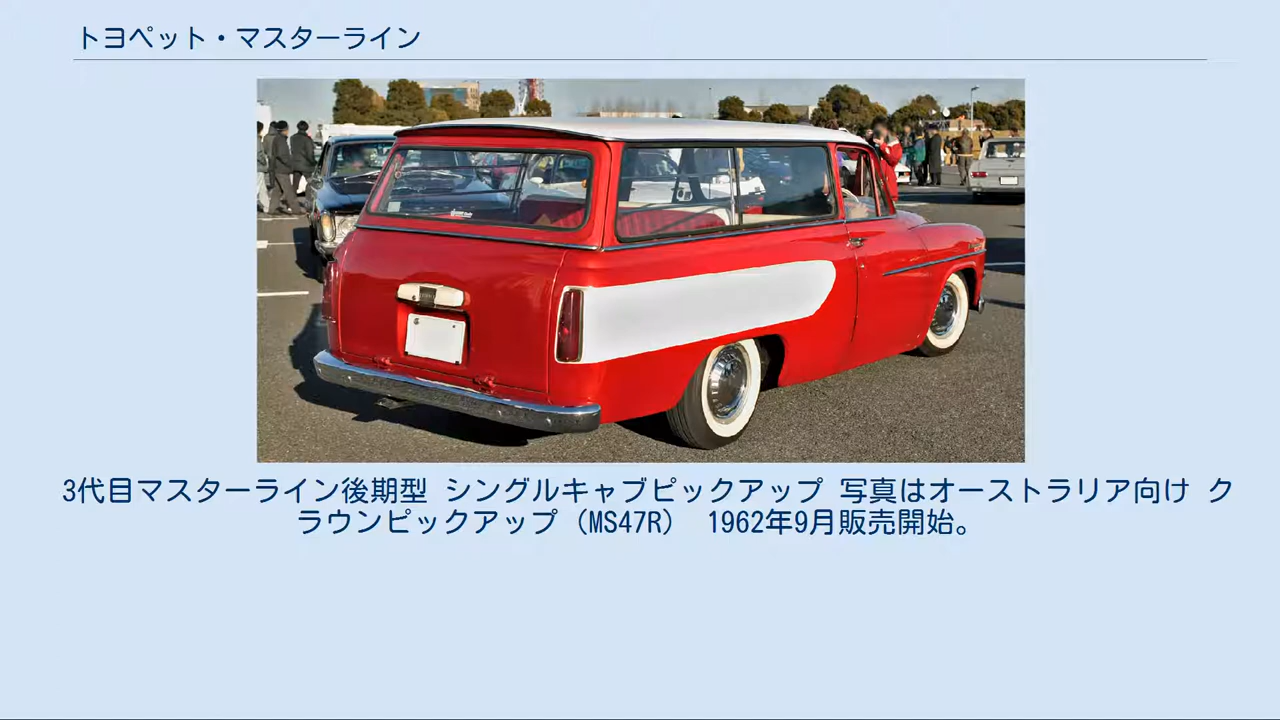 トヨペット・マスターライン
3代目マスターライン後期型 シングルキャブピックアップ 写真はオーストラリア向け ク
ラウンピックアップ（MS47R） 1962年9月販売開始。